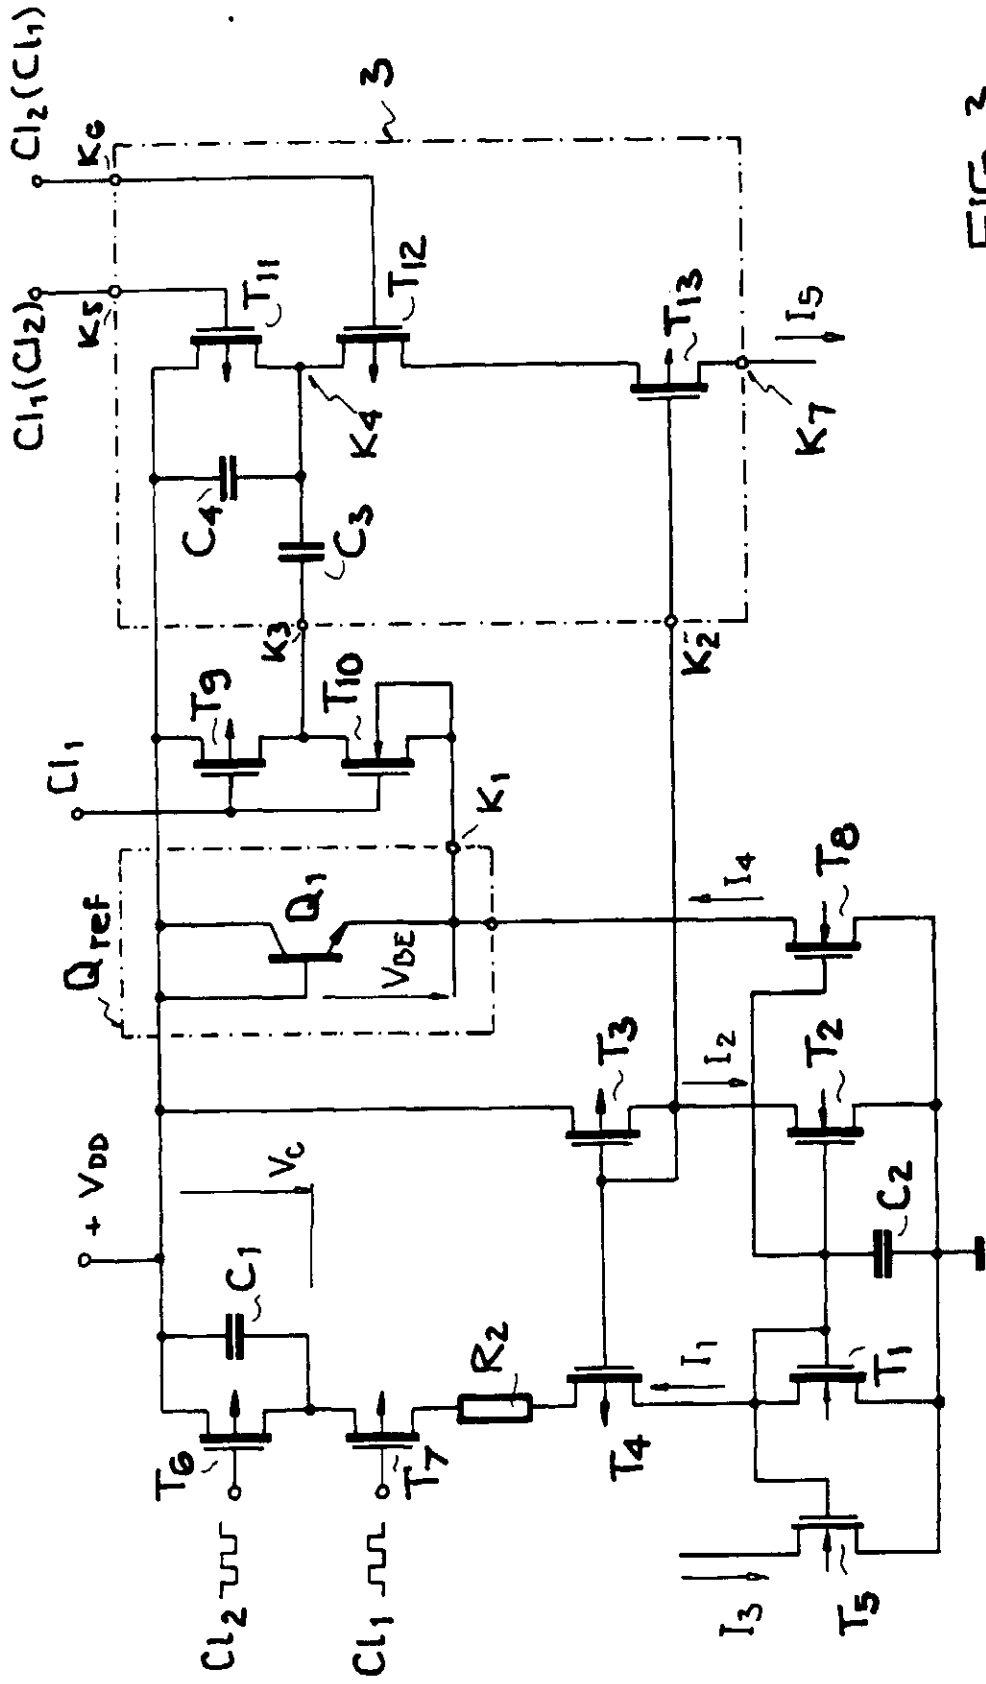 Cl₂(Cl₁)
Cl₁(Cl₂)
K₆
K₅
3
T₁₁
T₁₂
K₄
C₄
C₃
T₁₃
I₅
K₇
K₃
K₂
Cl₁
T₉
T₁₀
K₁
Qref
Q₁
VBE
I₄
T₈
+ VDD
VC
C₁
T₃
I₂
T₂
C₂
T₆
T₇
R₂
T₄
I₁
T₁
Cl₂
Cl₁
I₃
T₅